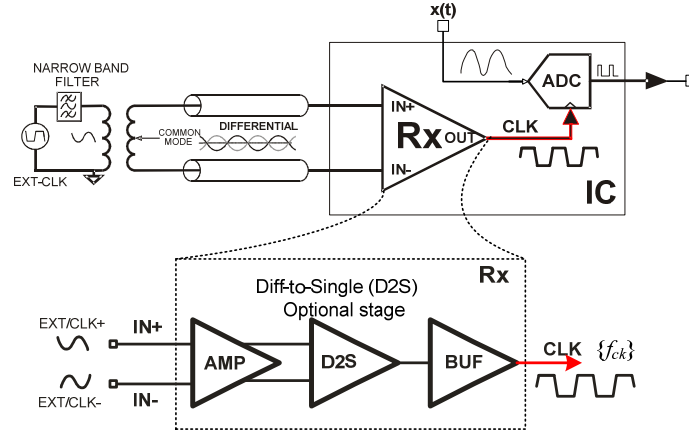 x(t)
NARROW BAND
FILTER
EXT-CLK
COMMON
MODE
DIFFERENTIAL
IN+
IN-
Rx
OUT
CLK
ADC
IC
Rx
Diff-to-Single (D2S)
Optional stage
EXT/CLK+
IN+
EXT/CLK-
IN-
AMP
D2S
BUF
CLK
{fck}